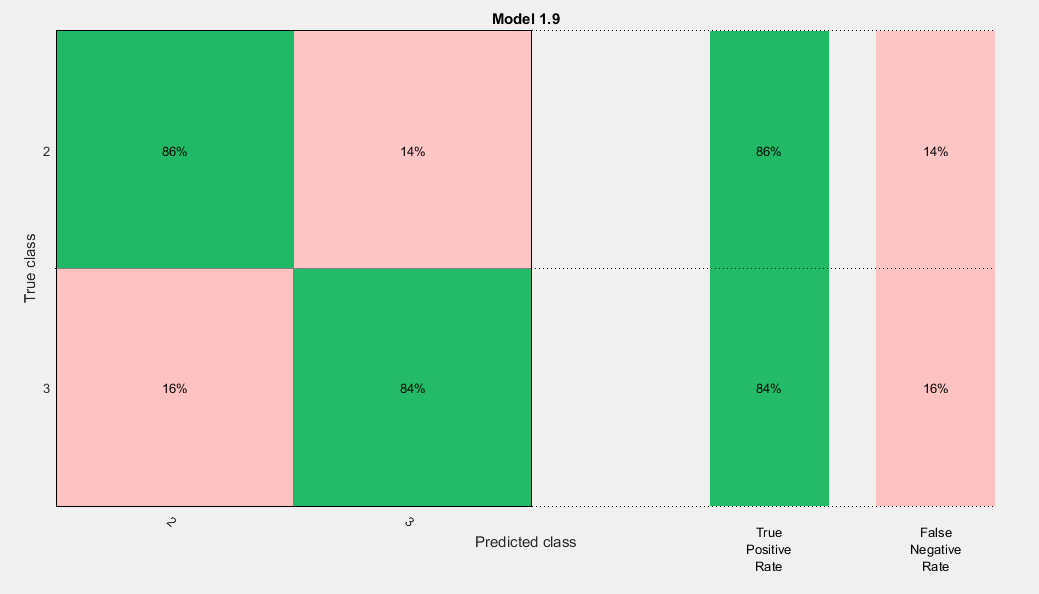 Model 1.9
True class
2
86%
14%
86%
14%
3
16%
84%
84%
16%
2
3
Predicted class
True
Positive
Rate
False
Negative
Rate